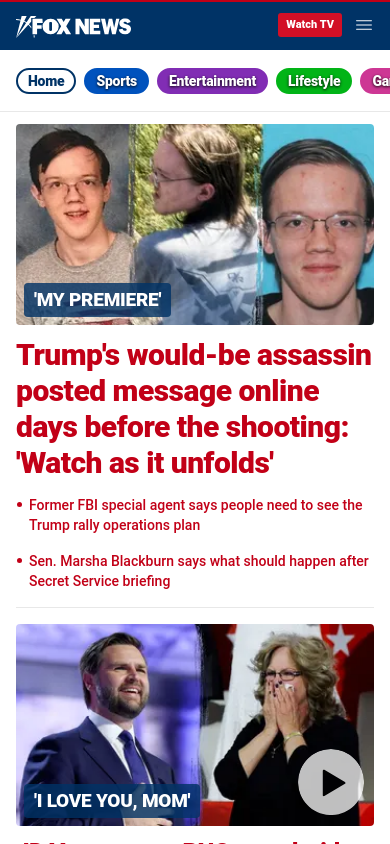 FOX NEWS
Watch TV
Home
Sports
Entertainment
Lifestyle
'MY PREMIERE'
Trump's would-be assassin
posted message online
days before the shooting:
'Watch as it unfolds'
• Former FBI special agent says people need to see the
Trump rally operations plan
• Sen. Marsha Blackburn says what should happen after
Secret Service briefing
'I LOVE YOU, MOM'